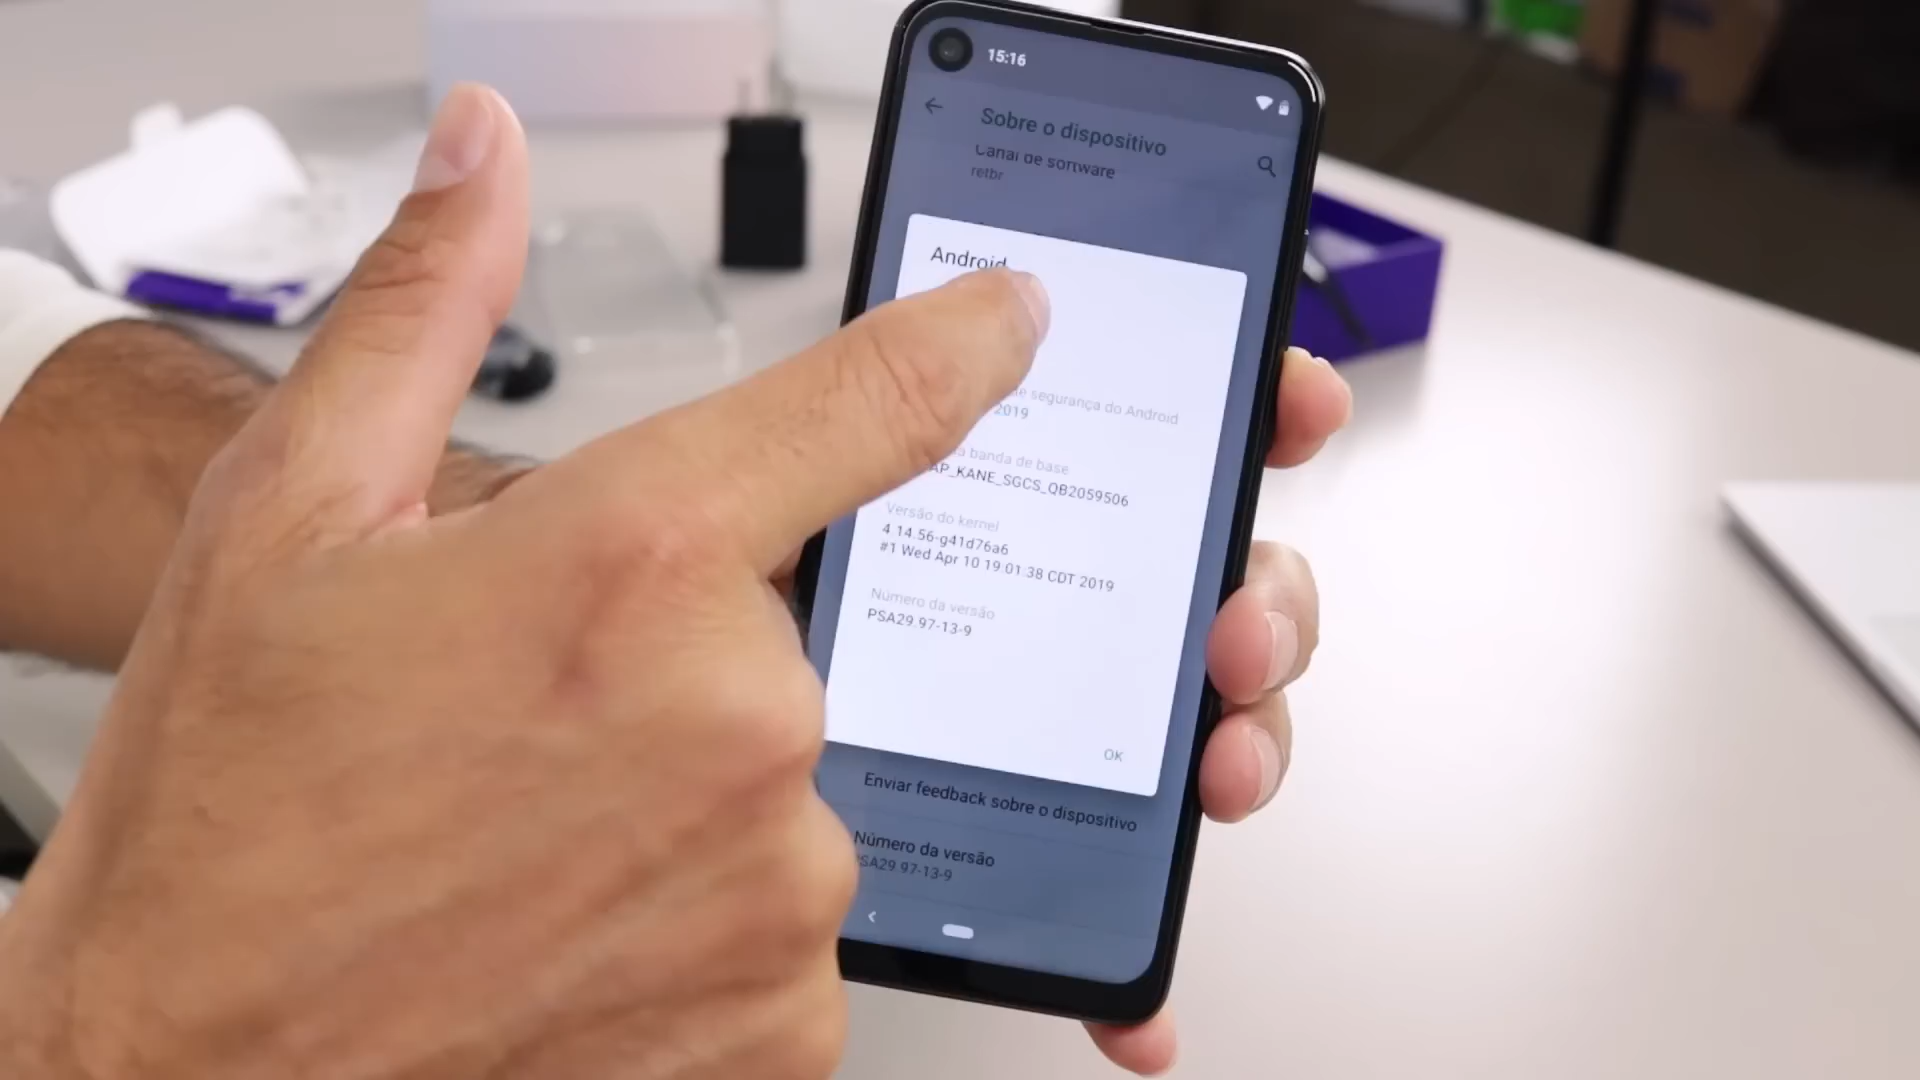 15:16
Sobre o dispositivo
Canal de software
retbr
Android
de segurança do Android
2019
banda de base
AP_KANE_SGCS_QB2059506
Versão do kernel
4.14.56-g41d76a6
#1 Wed Apr 10 19:01:38 CDT 2019
Número da versão
PSA29.97-13-9
OK
Enviar feedback sobre o dispositivo
Número da versão
PSA29.97-13-9